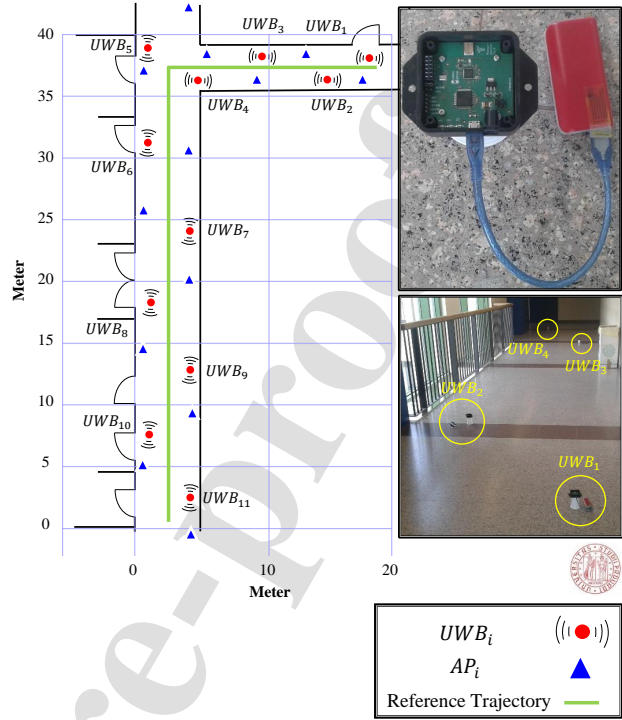 40
35
30
25
20
15
10
5
0
Meter
0
10
20
Meter
UWB₅
UWB₃
UWB₁
UWB₄
UWB₂
UWB₆
UWB₇
UWB₈
UWB₉
UWB₁₀
UWB₁₁
UWB₄
UWB₃
UWB₂
UWB₁
UWBᵢ
APᵢ
Reference Trajectory
e-proof